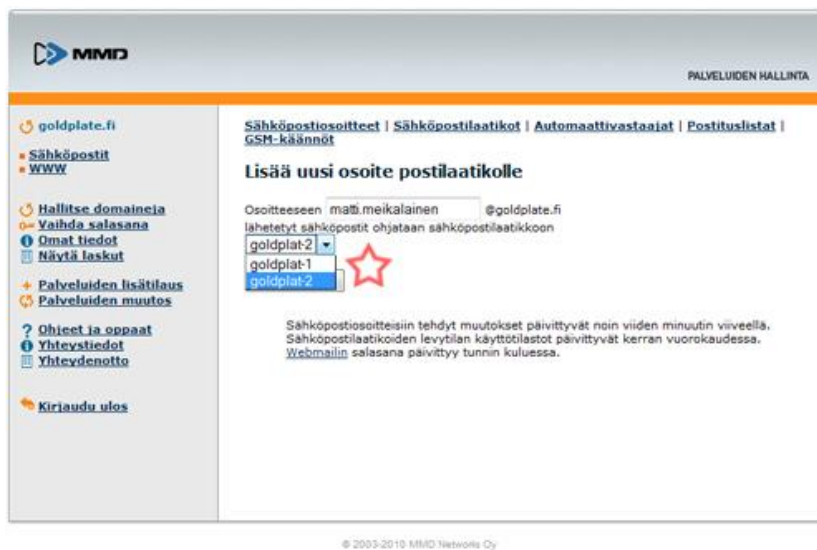 MMD
PALVELUIDEN HALLINTA
goldplate.fi
Sähköpostit
WWW
Hallitse domaineja
Vaihda salasana
Omat tiedot
Näytä laskut
Palveluiden lisätilaus
Palveluiden muutos
Ohjeet ja oppaat
Yhteystiedot
Yhteydenotto
Kirjaudu ulos
Sähköpostiosoitteet | Sähköpostilaatikot | Automaattivastaajat | Postituslistat |
GSM-käännöt
Lisää uusi osoite postilaatikolle
Osoitteeseen matti.meikalainen @goldplate.fi
lähetetyt sähköpostit ohjataan sähköpostilaatikkoon
goldplat-2
goldplat-1
goldplat-2
Sähköpostiosoitteisiin tehdyt muutokset päivittyvät noin viiden minuutin viiveellä.
Sähköpostilaatikoiden levytilan käyttötilastot päivittyvät kerran vuorokaudessa.
Webmailin salasana päivittyy tunnin kuluessa.
© 2003-2010 MMD Networks Oy